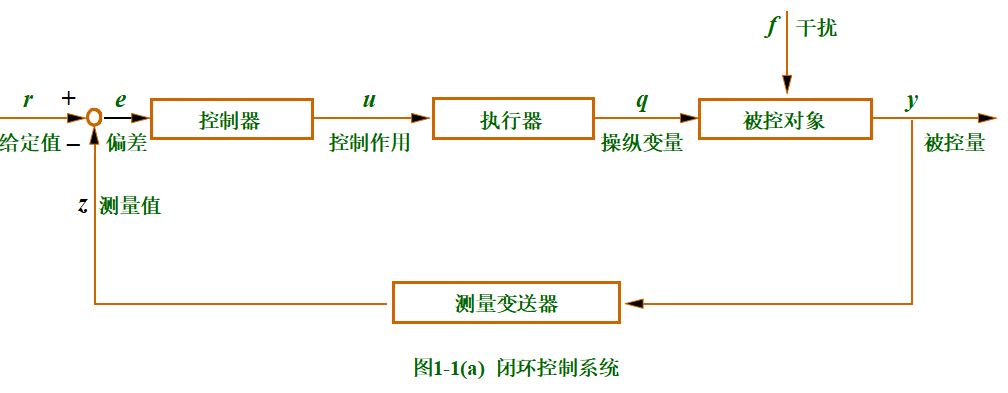 f 干扰
r + e u q y
控制器 执行器 被控对象
给定值 − 偏差 控制作用 操纵变量 被控量
z 测量值
测量变送器
图1-1(a) 闭环控制系统